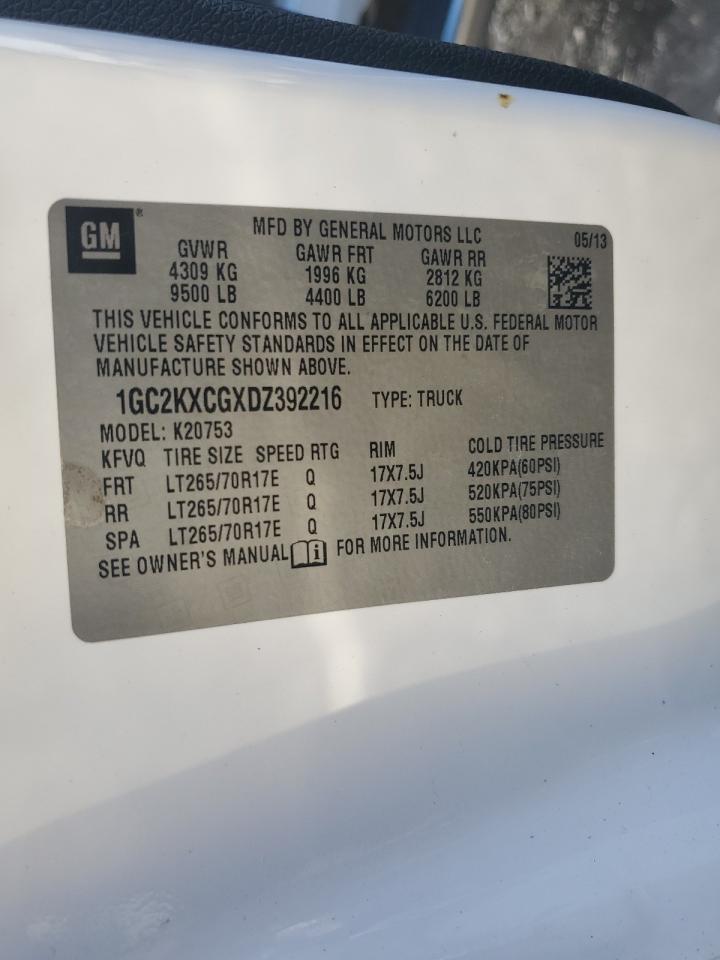 GM ® MFD BY GENERAL MOTORS LLC 05/13
GVWR GAWR FRT GAWR RR
4309 KG 1996 KG 2812 KG
9500 LB 4400 LB 6200 LB
THIS VEHICLE CONFORMS TO ALL APPLICABLE U.S. FEDERAL MOTOR
VEHICLE SAFETY STANDARDS IN EFFECT ON THE DATE OF
MANUFACTURE SHOWN ABOVE.
1GC2KXCGXDZ392216 TYPE: TRUCK
MODEL: K20753
KFVQ TIRE SIZE SPEED RTG RIM COLD TIRE PRESSURE
FRT LT265/70R17E Q 17X7.5J 420KPA(60PSI)
RR LT265/70R17E Q 17X7.5J 520KPA(75PSI)
SPA LT265/70R17E Q 17X7.5J 550KPA(80PSI)
SEE OWNER'S MANUAL i FOR MORE INFORMATION.